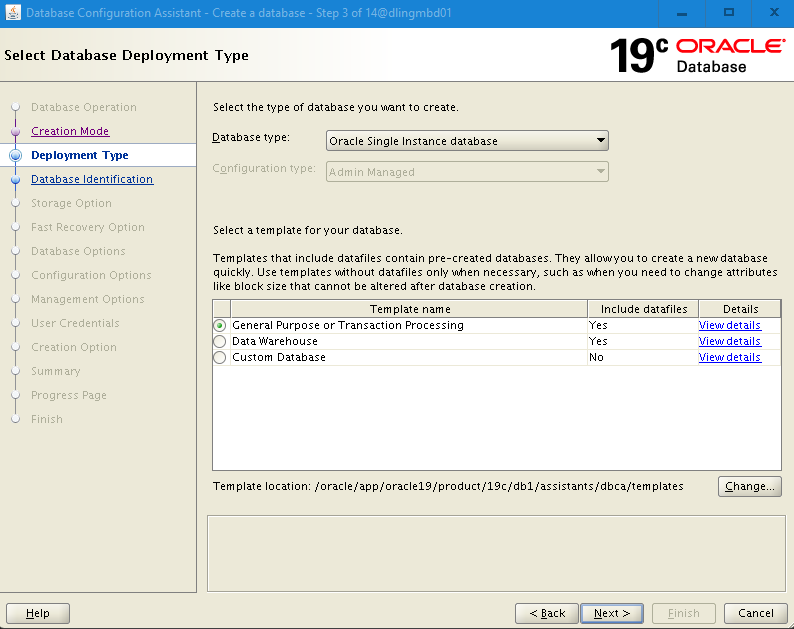 Database Configuration Assistant - Create a database - Step 3 of 14@dlingmbd01
Select Database Deployment Type
19c ORACLE
Database
Database Operation
Creation Mode
Deployment Type
Database Identification
Storage Option
Fast Recovery Option
Database Options
Configuration Options
Management Options
User Credentials
Creation Option
Summary
Progress Page
Finish
Select the type of database you want to create.
Database type: Oracle Single Instance database
Configuration type: Admin Managed
Select a template for your database.
Templates that include datafiles contain pre-created databases. They allow you to create a new database
quickly. Use templates without datafiles only when necessary, such as when you need to change attributes
like block size that cannot be altered after database creation.
Template name Include datafiles Details
General Purpose or Transaction Processing Yes View details
Data Warehouse Yes View details
Custom Database No View details
Template location: /oracle/app/oracle19/product/19c/db1/assistants/dbca/templates Change...
Help < Back Next > Finish Cancel